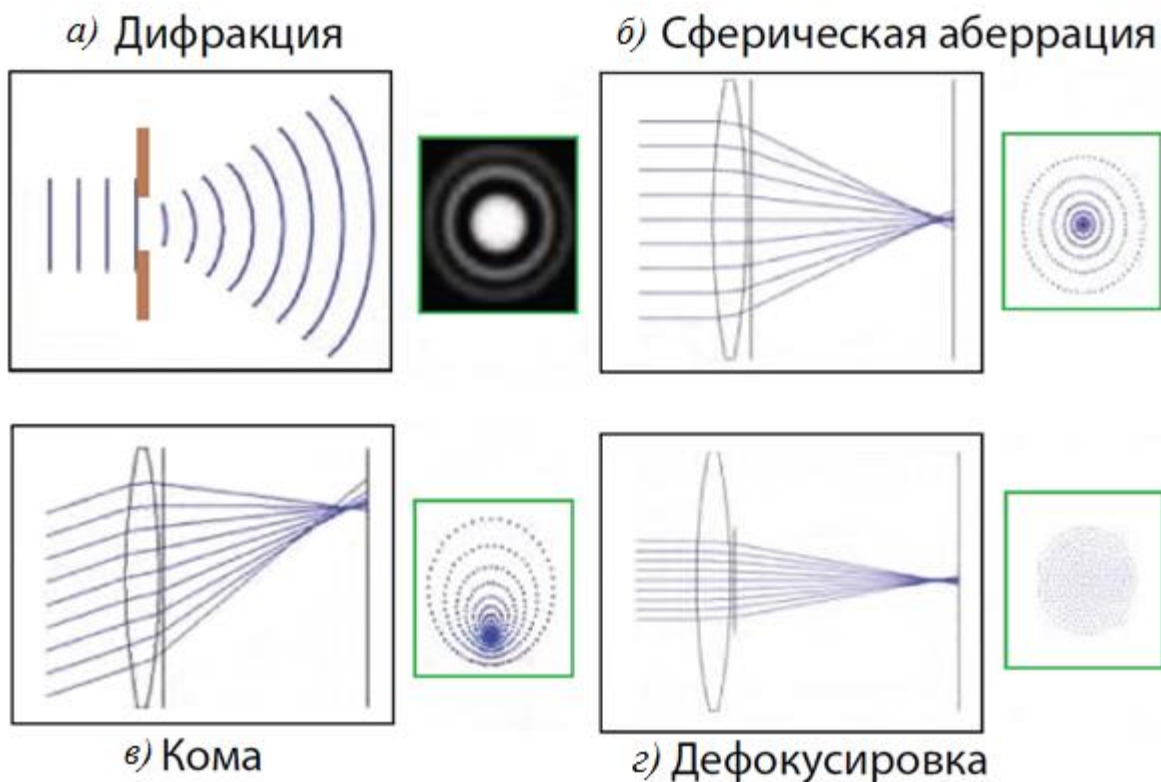 а) Дифракция
б) Сферическая аберрация
в) Кома
г) Дефокусировка